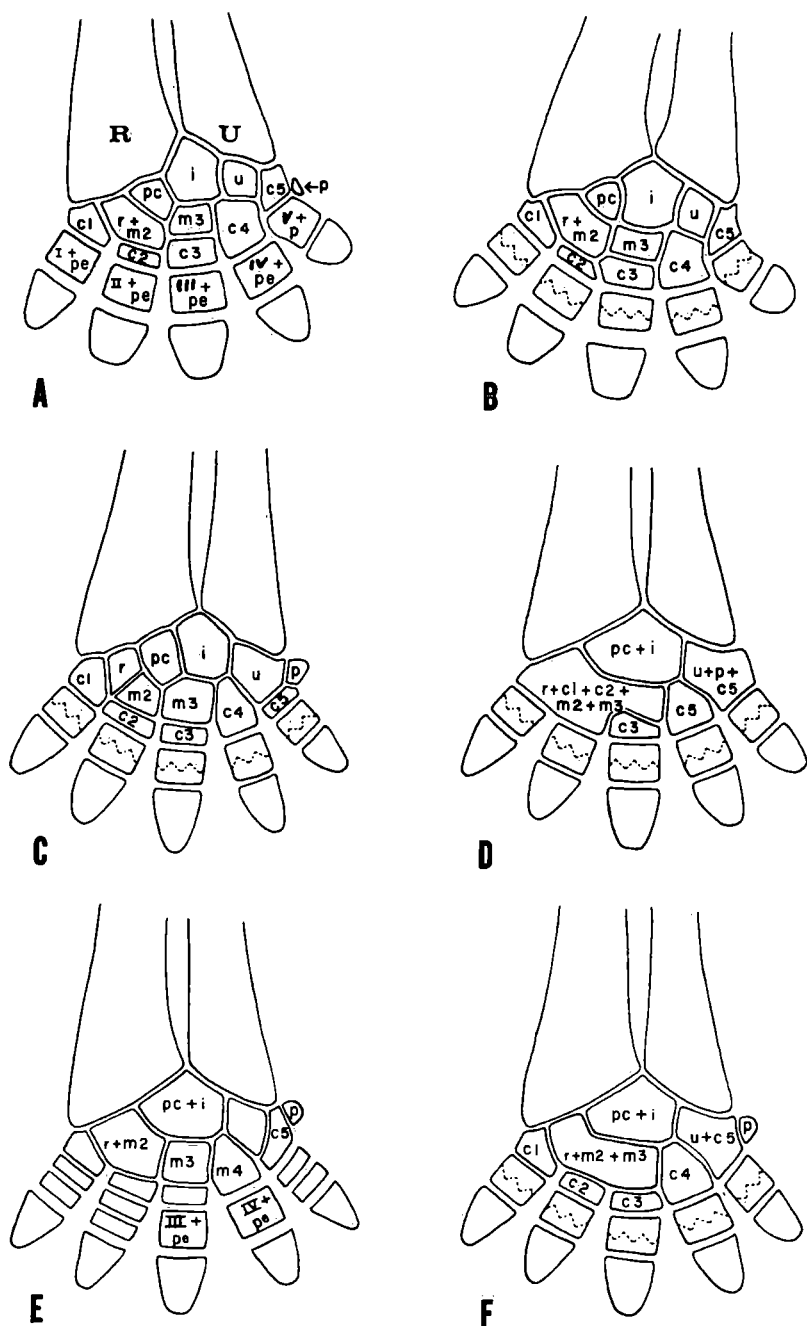 R U
i u
pc c5 ←p
c1 r+ m3 V+
m2 c4 p
c2 c3
I+ IV+
pe II+ III+ pe
pe pe
A
i
pc u
c1 r+ c5
m2 m3
c2 c3 c4
B
i
r pc u p
c1 m2 m3 c5
c2 c3 c4
C
pc+i
u+p+
c5
r+c1+c2+
m2+m3 c5
c3
D
pc+i
p
r+m2 c5
m3 m4
III+ IV+
pe pe
E
pc+i
u+c5 p
c1 r+m2+m3
c4
c2 c3
F